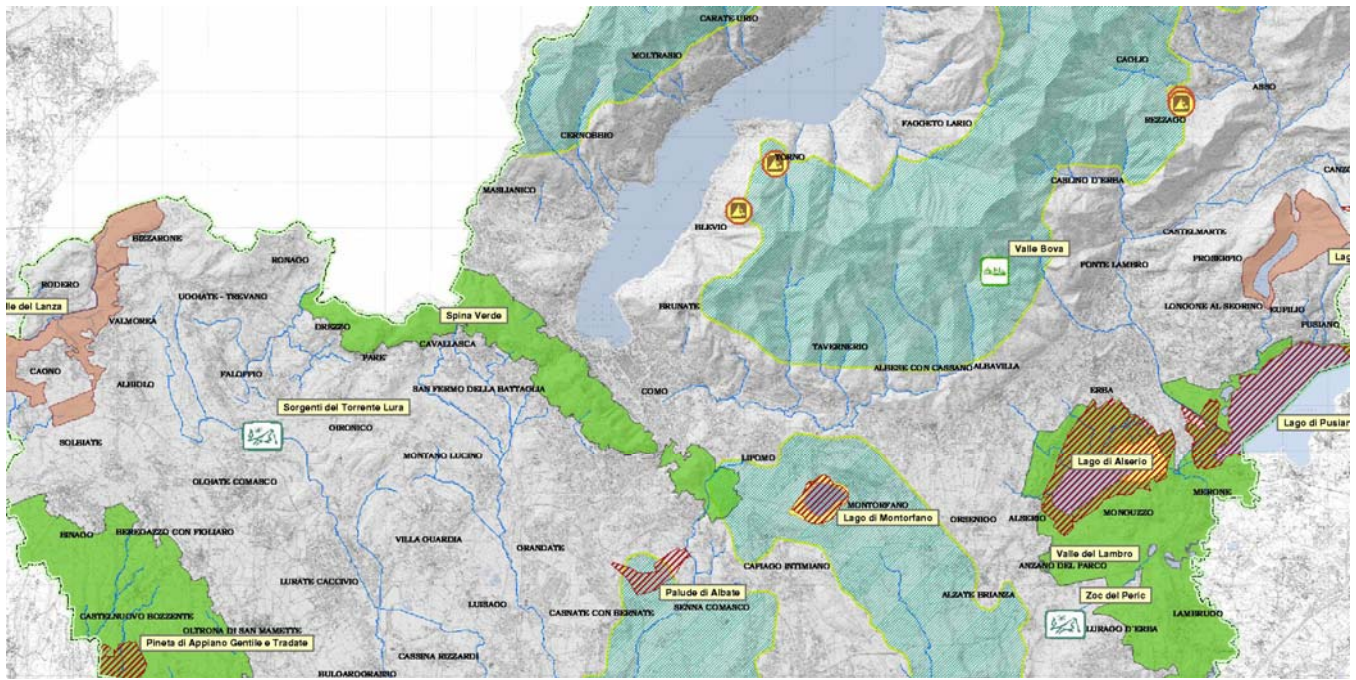 CARATE URIO
MOLTRASIO
CAGLIO
ASSO
REZZAGO
FAGGETO LARIO
CERNOBBIO
TORNO
CANZO
MASLIANICO
CASLINO D'ERBA
BLEVIO
CASTELMARTE
BIZZARONE
Valle Bova
PROSERPIO
RONAGO
PONTE LAMBRO
Lag
RODERO
UGGIATE - TREVANO
lle del Lanza
BRUNATE
LONGONE AL SEGRINO
EUPILIO
Spina Verde
VALMOREA
DREZZO
PUSIANO
CAVALLASCA
TAVERNERIO
PARE'
ALBESE CON CASSANO
ALBAVILLA
CAGNO
FALOPPIO
ALBIOLO
SAN FERMO DELLA BATTAGLIA
COMO
ERBA
Sorgenti del Torrente Lura
GIRONICO
Lago di Pusian
SOLBIATE
MONTANO LUCINO
LIPOMO
Lago di Alserio
OLGIATE COMASCO
MERONE
MONTORFANO
MONGUZZO
Lago di Montorfano
ORSENIGO
ALSERIO
BINAGO
BEREGAZZO CON FIGLIARO
VILLA GUARDIA
GRANDATE
Valle del Lambro
CAPIAGO INTIMIANO
ANZANO DEL PARCO
LURATE CACCIVIO
Palude di Albate
ALZATE BRIANZA
Zoc del Peric
LUISAGO
CASNATE CON BERNATE
SENNA COMASCO
LAMBRUGO
CASTELNUOVO BOZZENTE
OLTRONA DI SAN MAMETTE
LURAGO D'ERBA
Pineta di Appiano Gentile e Tradate
CASSINA RIZZARDI
BULGAROGRASSO